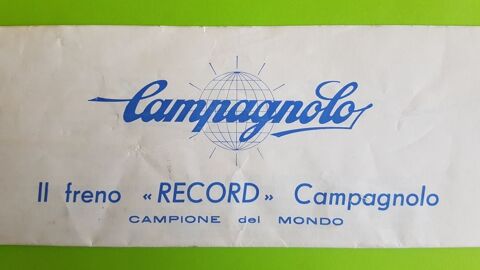 Campagnolo
Il freno «RECORD» Campagnolo
CAMPIONE del MONDO